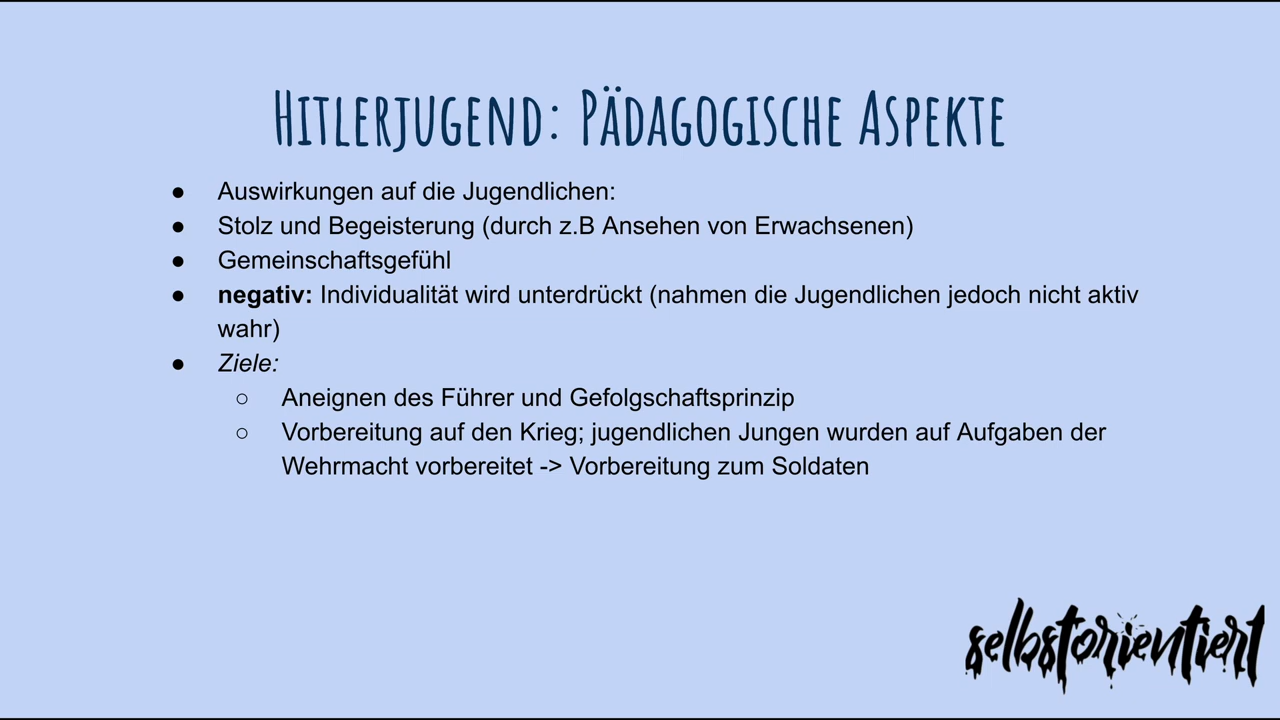 Hitlerjugend: Pädagogische Aspekte
● Auswirkungen auf die Jugendlichen:
● Stolz und Begeisterung (durch z.B Ansehen von Erwachsenen)
● Gemeinschaftsgefühl
● negativ: Individualität wird unterdrückt (nahmen die Jugendlichen jedoch nicht aktiv
wahr)
● Ziele:
○ Aneignen des Führer und Gefolgschaftsprinzip
○ Vorbereitung auf den Krieg; jugendlichen Jungen wurden auf Aufgaben der
Wehrmacht vorbereitet -> Vorbereitung zum Soldaten
selbstorientiert